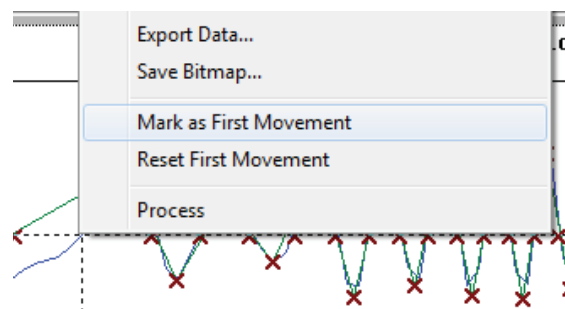 Export Data...
Save Bitmap...
Mark as First Movement
Reset First Movement
Process